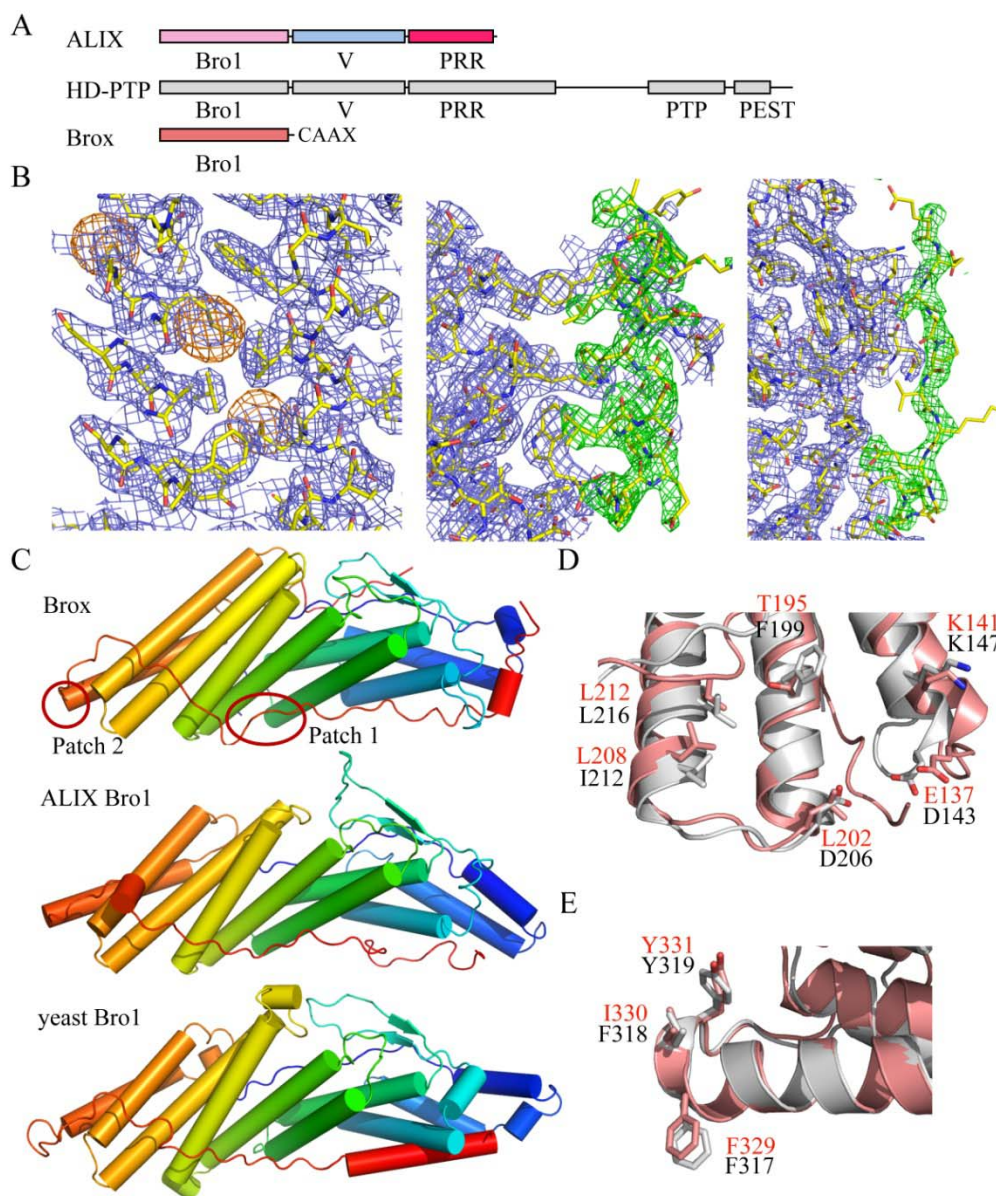 A
ALIX
Bro1 V PRR
HD-PTP
Bro1 V PRR PTP PEST
Brox
CAAX
Bro1
B
C
Brox
Patch 2
Patch 1
ALIX Bro1
yeast Bro1
D
T195
F199
K141
K147
L212
L216
L208
I212
E137
D143
L202
D206
E
Y331
Y319
I330
F318
F329
F317